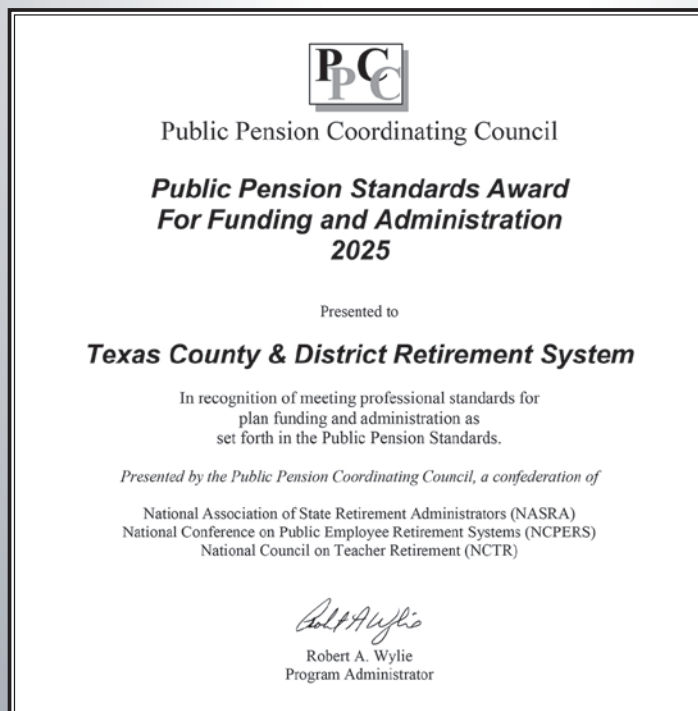 PPCC
Public Pension Coordinating Council
Public Pension Standards Award
For Funding and Administration
2025
Presented to
Texas County & District Retirement System
In recognition of meeting professional standards for
plan funding and administration as
set forth in the Public Pension Standards.
Presented by the Public Pension Coordinating Council, a confederation of
National Association of State Retirement Administrators (NASRA)
National Conference on Public Employee Retirement Systems (NCPERS)
National Council on Teacher Retirement (NCTR)
Robert A Wylie
Robert A. Wylie
Program Administrator